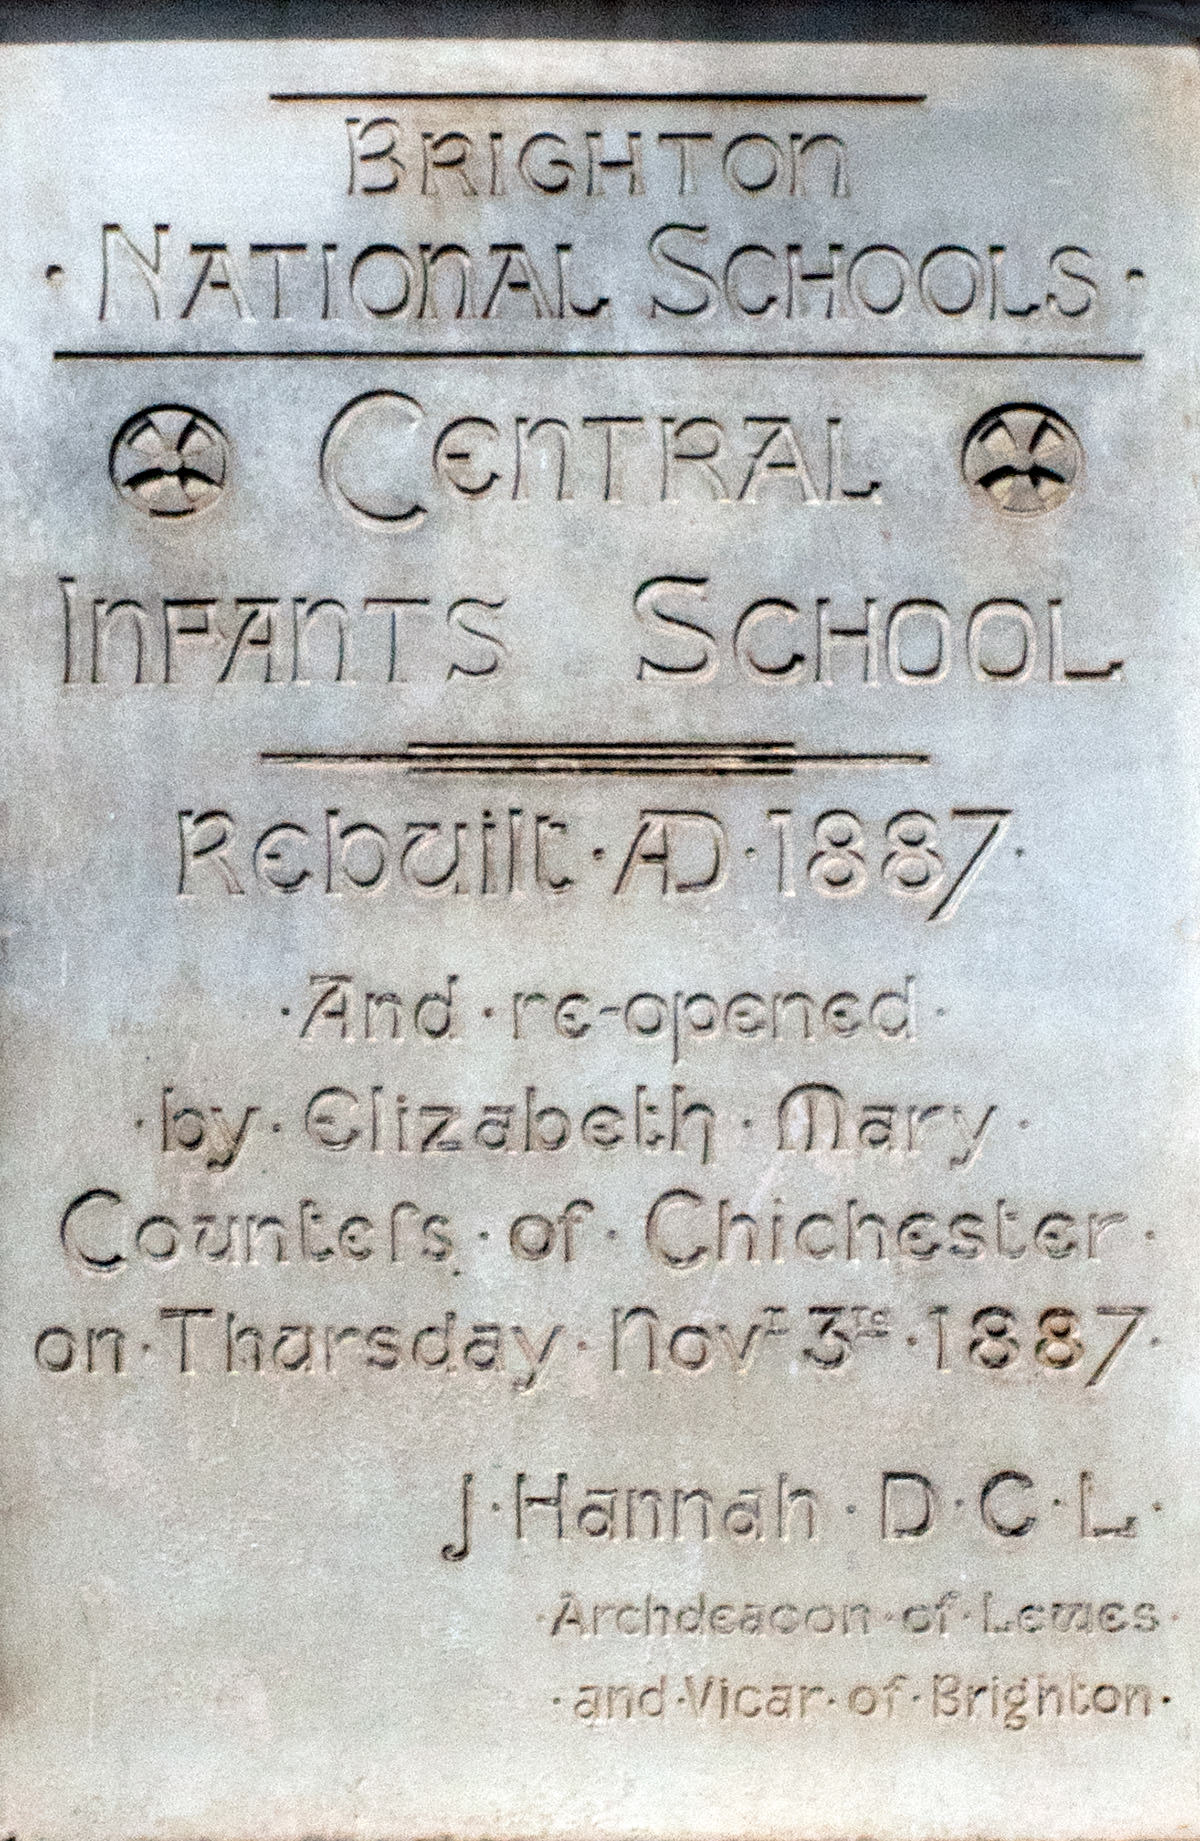 BRIGHTON
· NATIONAL SCHOOLS ·
CENTRAL
INFANTS SCHOOL
Rebuilt · AD · 1887 ·
· And · re-opened ·
· by · Elizabeth · Mary ·
Counteſs · of · Chichester ·
on · Thursday · Novr 3rd · 1887 ·
J · Hannah · D · C · L ·
· Archdeacon · of · Lewes ·
· and · Vicar · of · Brighton ·